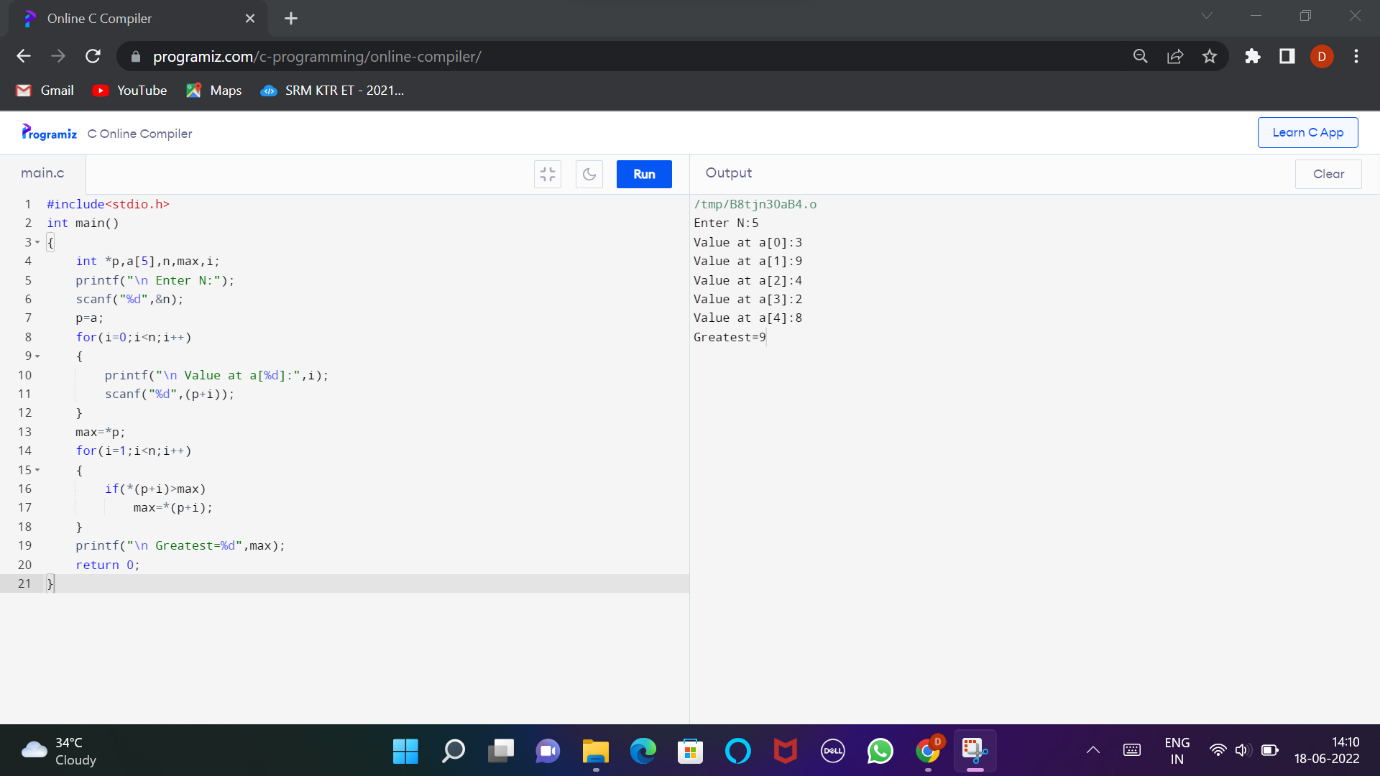 Online C Compiler
programiz.com/c-programming/online-compiler/
D
Gmail YouTube Maps SRM KTR ET - 2021...
Programiz C Online Compiler Learn C App
main.c Run Output Clear
1 #include<stdio.h>
2 int main()
3 {
4 int *p,a[5],n,max,i;
5 printf("\n Enter N:");
6 scanf("%d",&n);
7 p=a;
8 for(i=0;i<n;i++)
9 {
10 printf("\n Value at a[%d]:",i);
11 scanf("%d",(p+i));
12 }
13 max=*p;
14 for(i=1;i<n;i++)
15 {
16 if(*(p+i)>max)
17 max=*(p+i);
18 }
19 printf("\n Greatest=%d",max);
20 return 0;
21 }
/tmp/B8tjn3OaB4.o
Enter N:5
Value at a[0]:3
Value at a[1]:9
Value at a[2]:4
Value at a[3]:2
Value at a[4]:8
Greatest=9
34°C
Cloudy
DELL
D
ENG
IN
14:10
18-06-2022